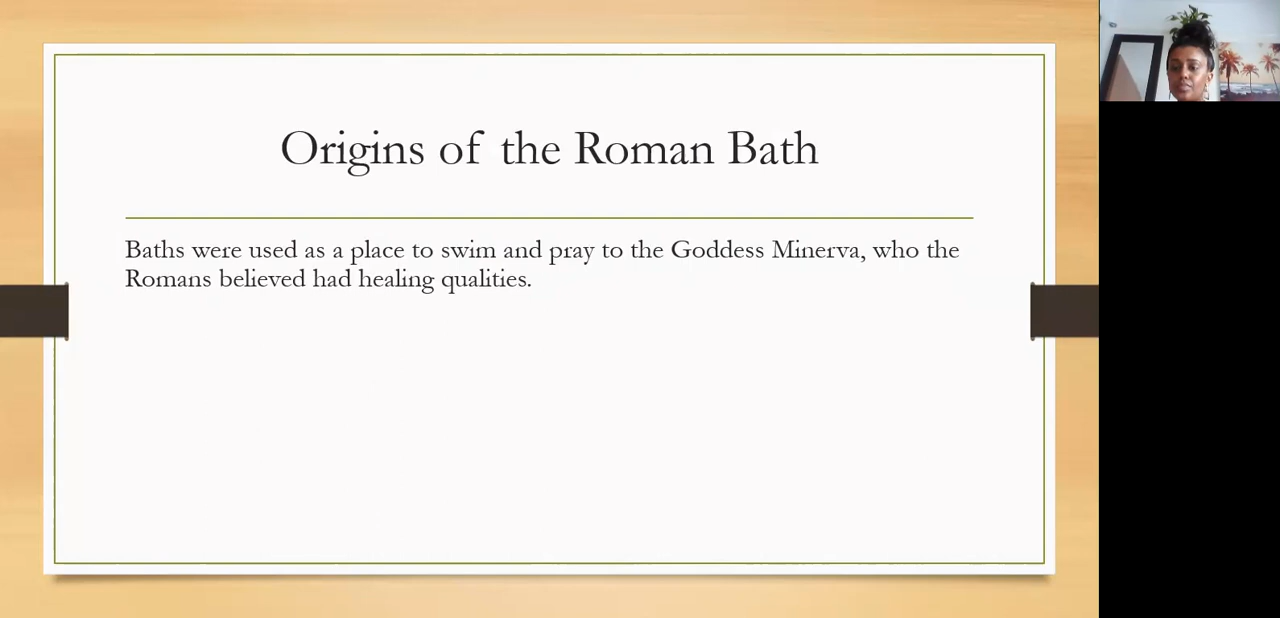 Origins of the Roman Bath
Baths were used as a place to swim and pray to the Goddess Minerva, who the
Romans believed had healing qualities.